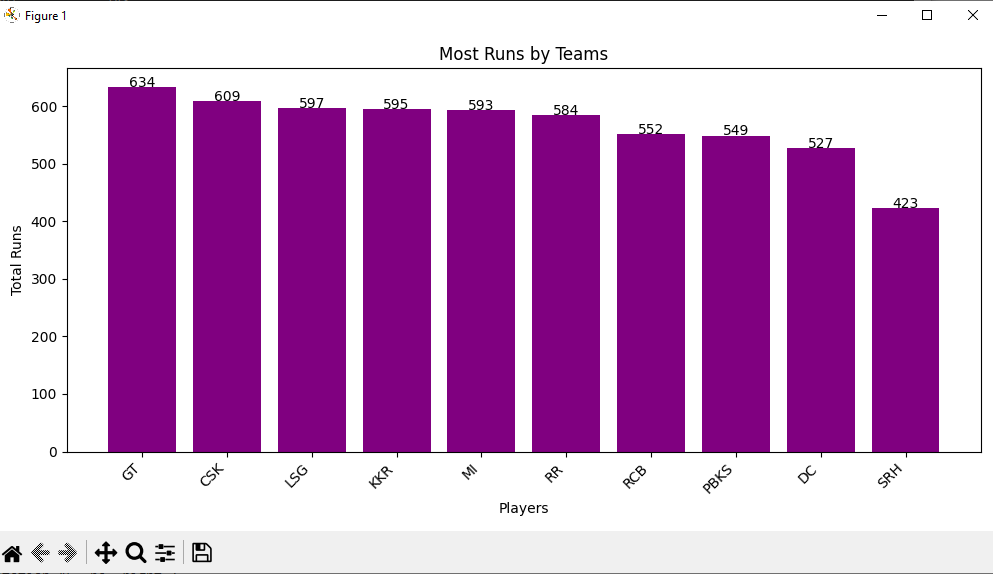 Figure 1
Most Runs by Teams
634
609
597
595
593
584
552
549
527
423
600
500
400
300
200
100
0
Total Runs
GT
CSK
LSG
KKR
MI
RR
RCB
PBKS
DC
SRH
Players